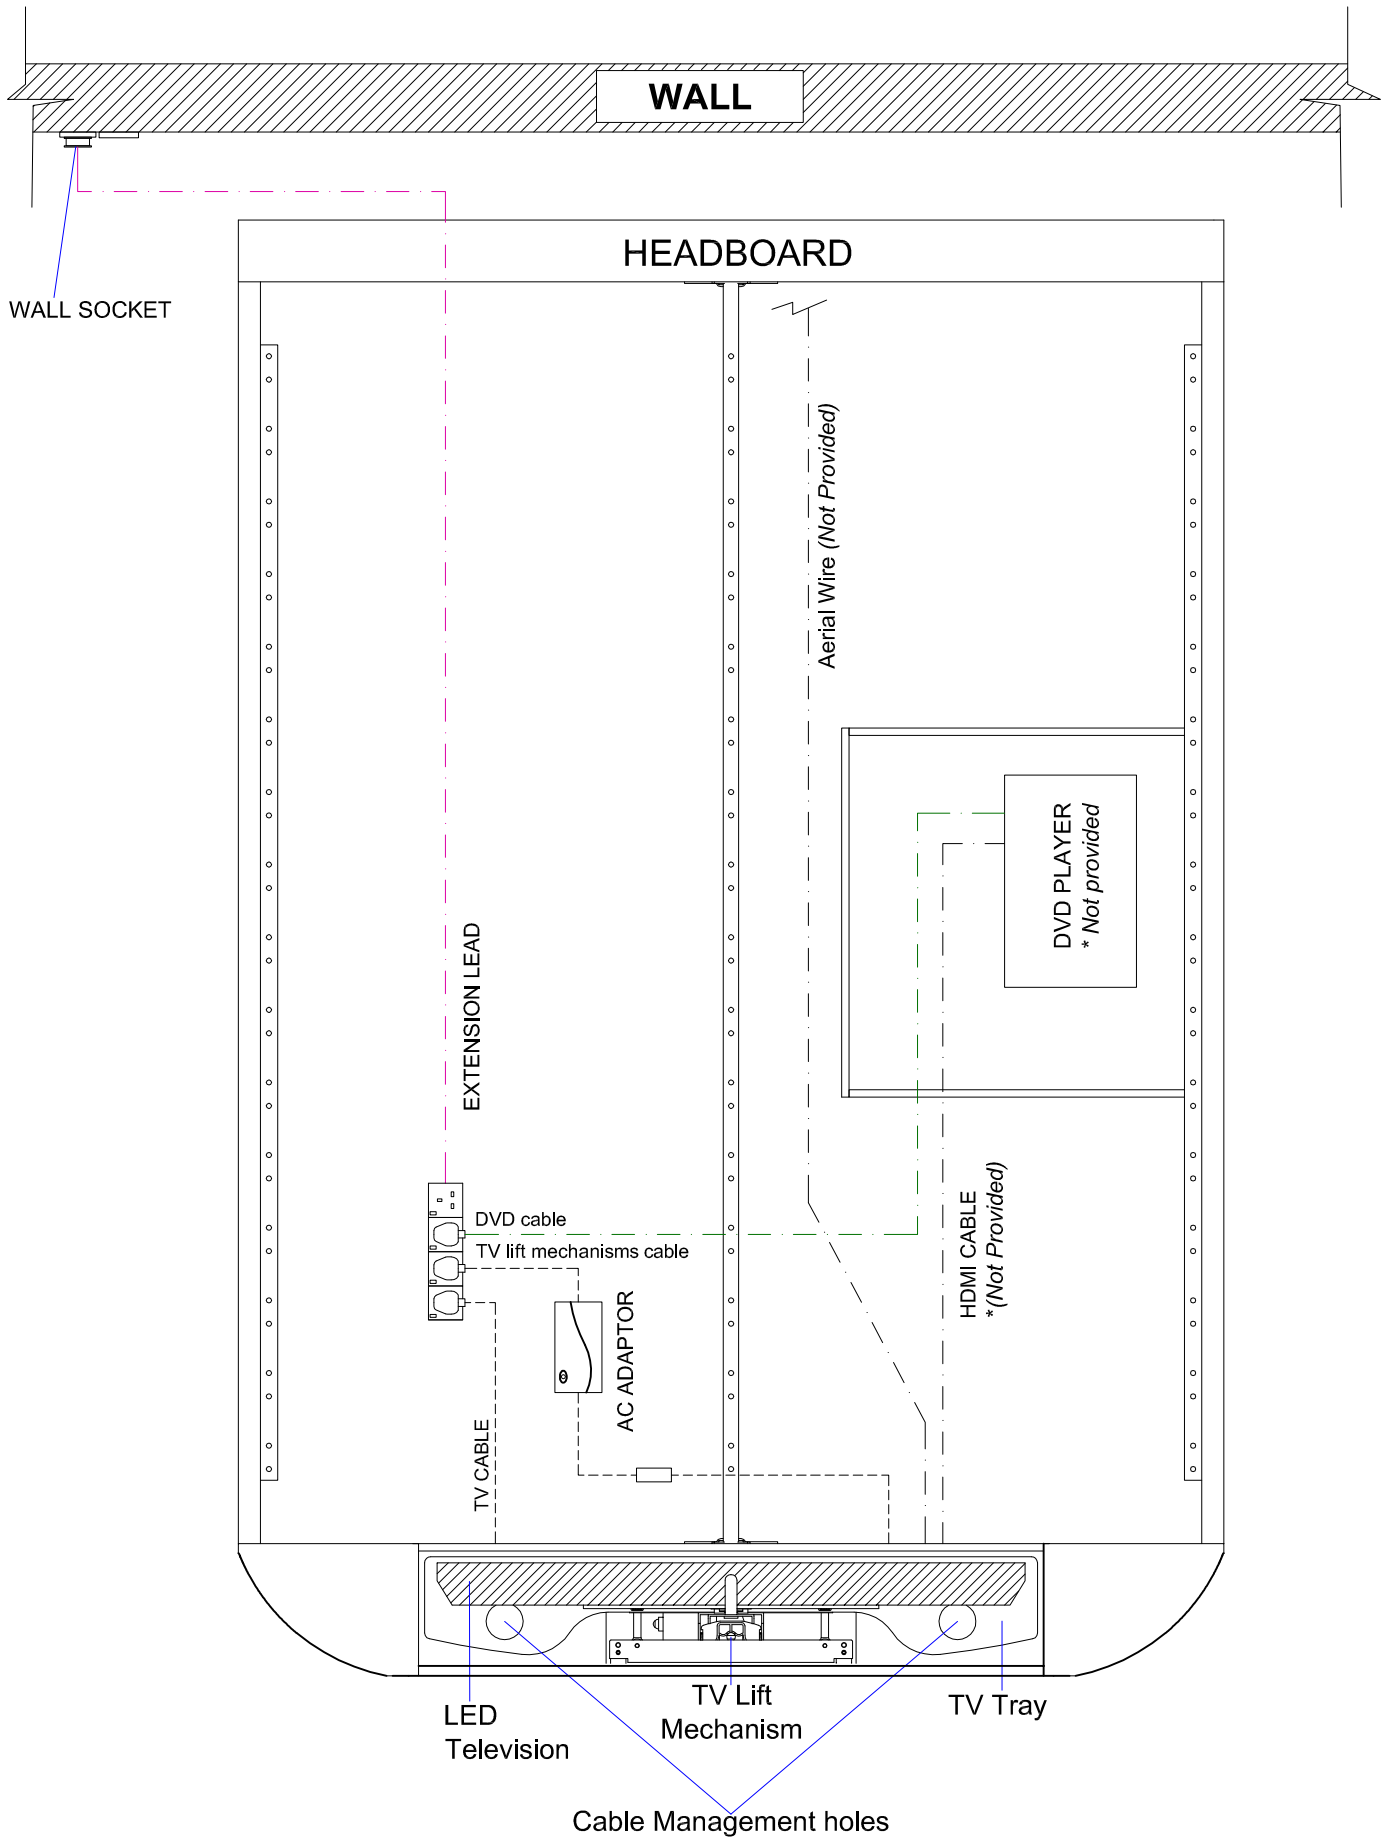 WALL
HEADBOARD
WALL SOCKET
Aerial Wire (Not Provided)
DVD PLAYER
* Not provided
EXTENSION LEAD
DVD cable
TV lift mechanisms cable
HDMI CABLE
*(Not Provided)
AC ADAPTOR
TV CABLE
LED
Television
TV Lift
Mechanism
TV Tray
Cable Management holes